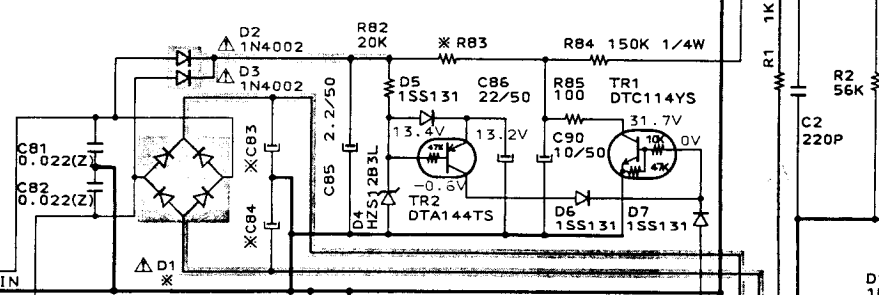 D2
1N4002
D3
1N4002
R82
20K
※ R83
R84 150K 1/4W
R1
1K
D5
1SS131
C86
22/50
R85
100
TR1
DTC114YS
R2
56K
C81
0.022(Z)
C82
0.022(Z)
※C83
※C84
C85
2.2/50
13.4V
13.2V
31.7V
0V
C90
10/50
10K
47K
47K
C2
220P
-0.6V
TR2
DTA144TS
D4
HZS12B3L
D6
1SS131
D7
1SS131
D1
※
IN